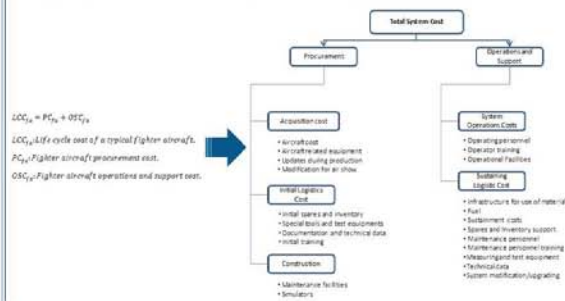 LCC_fa = PC_fa + OSC_fa
LCC_fa: Life cycle cost of a typical fighter aircraft.
PC_fa: Fighter aircraft procurement cost.
OSC_fa: Fighter aircraft operations and support cost.
Total System Cost
Procurement
Acquisition cost
• Aircraft cost
• Aircraft related equipment
• Updates during production
• Modification for air show
Initial Logistics
Cost
• Initial spares and inventory
• Special tools and test equipments
• Documentation and technical data
• Initial training
Construction
• Maintenance facilities
• Simulators
Operations and
Support
System
Operations Costs
• Operating personnel
• Operator training
• Operational Facilities
Sustaining
Logistic Cost
• Infrastructure for use of material
• Fuel
• Sustainment costs
• Spares and inventory support
• Maintenance personnel
• Maintenance personnel training
• Measuring and test equipment
• Technical data
• System modification/upgrading